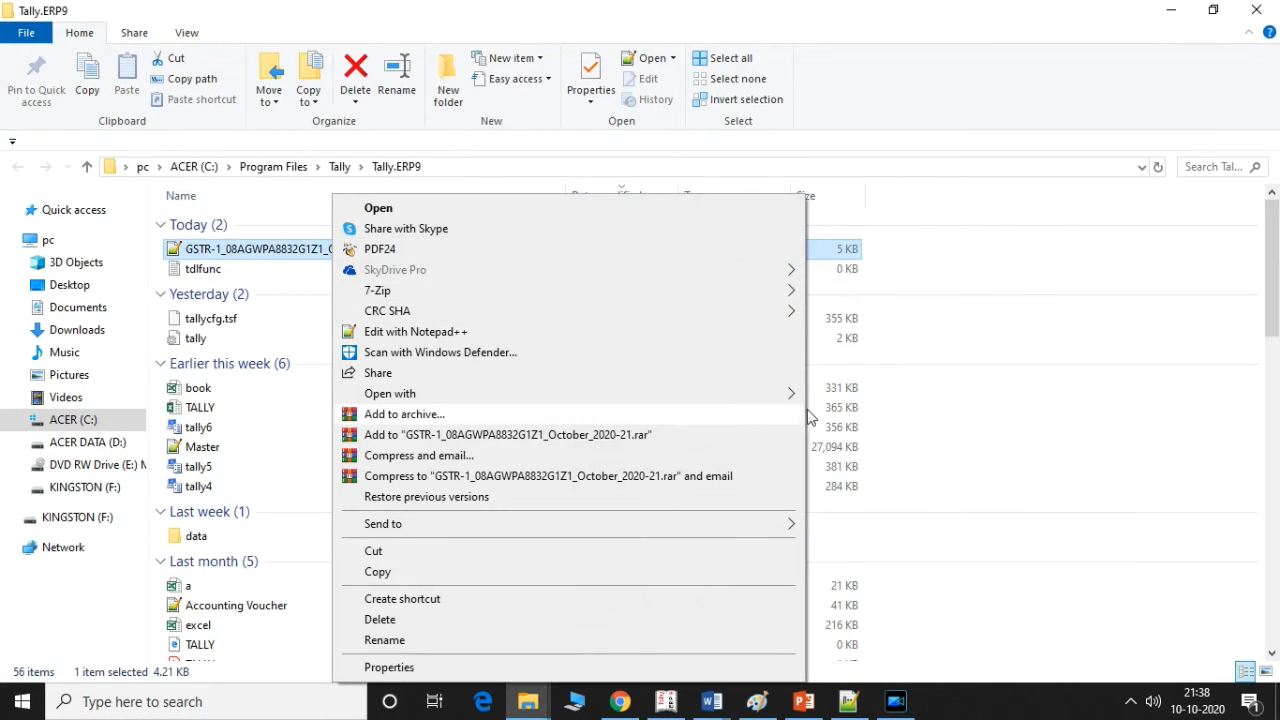 Tally.ERP9
File Home Share View
Pin to Quick access
Copy
Paste
Cut
Copy path
Paste shortcut
Clipboard
Move to
Copy to
Delete
Rename
Organize
New folder
New item
Easy access
New
Properties
Open
Edit
History
Open
Select all
Select none
Invert selection
Select
pc ACER (C:) Program Files Tally Tally.ERP9
Search Tal...
Quick access
pc
3D Objects
Desktop
Documents
Downloads
Music
Pictures
Videos
ACER (C:)
ACER DATA (D:)
DVD RW Drive (E:) M
KINGSTON (F:)
KINGSTON (F:)
Network
Name
Today (2)
GSTR-1_08AGWPA8832G1Z1_O 5 KB
tdlfunc 0 KB
Yesterday (2)
tallycfg.tsf 355 KB
tally 2 KB
Earlier this week (6)
book 331 KB
TALLY 365 KB
tally6 356 KB
Master 27,094 KB
tally5 381 KB
tally4 284 KB
Last week (1)
data
Last month (5)
a 21 KB
Accounting Voucher 41 KB
excel 216 KB
TALLY 0 KB
Open
Share with Skype
PDF24
SkyDrive Pro
7-Zip
CRC SHA
Edit with Notepad++
Scan with Windows Defender...
Share
Open with
Add to archive...
Add to "GSTR-1_08AGWPA8832G1Z1_October_2020-21.rar"
Compress and email...
Compress to "GSTR-1_08AGWPA8832G1Z1_October_2020-21.rar" and email
Restore previous versions
Send to
Cut
Copy
Create shortcut
Delete
Rename
Properties
56 items 1 item selected 4.21 KB
Type here to search
21:38
10-10-2020